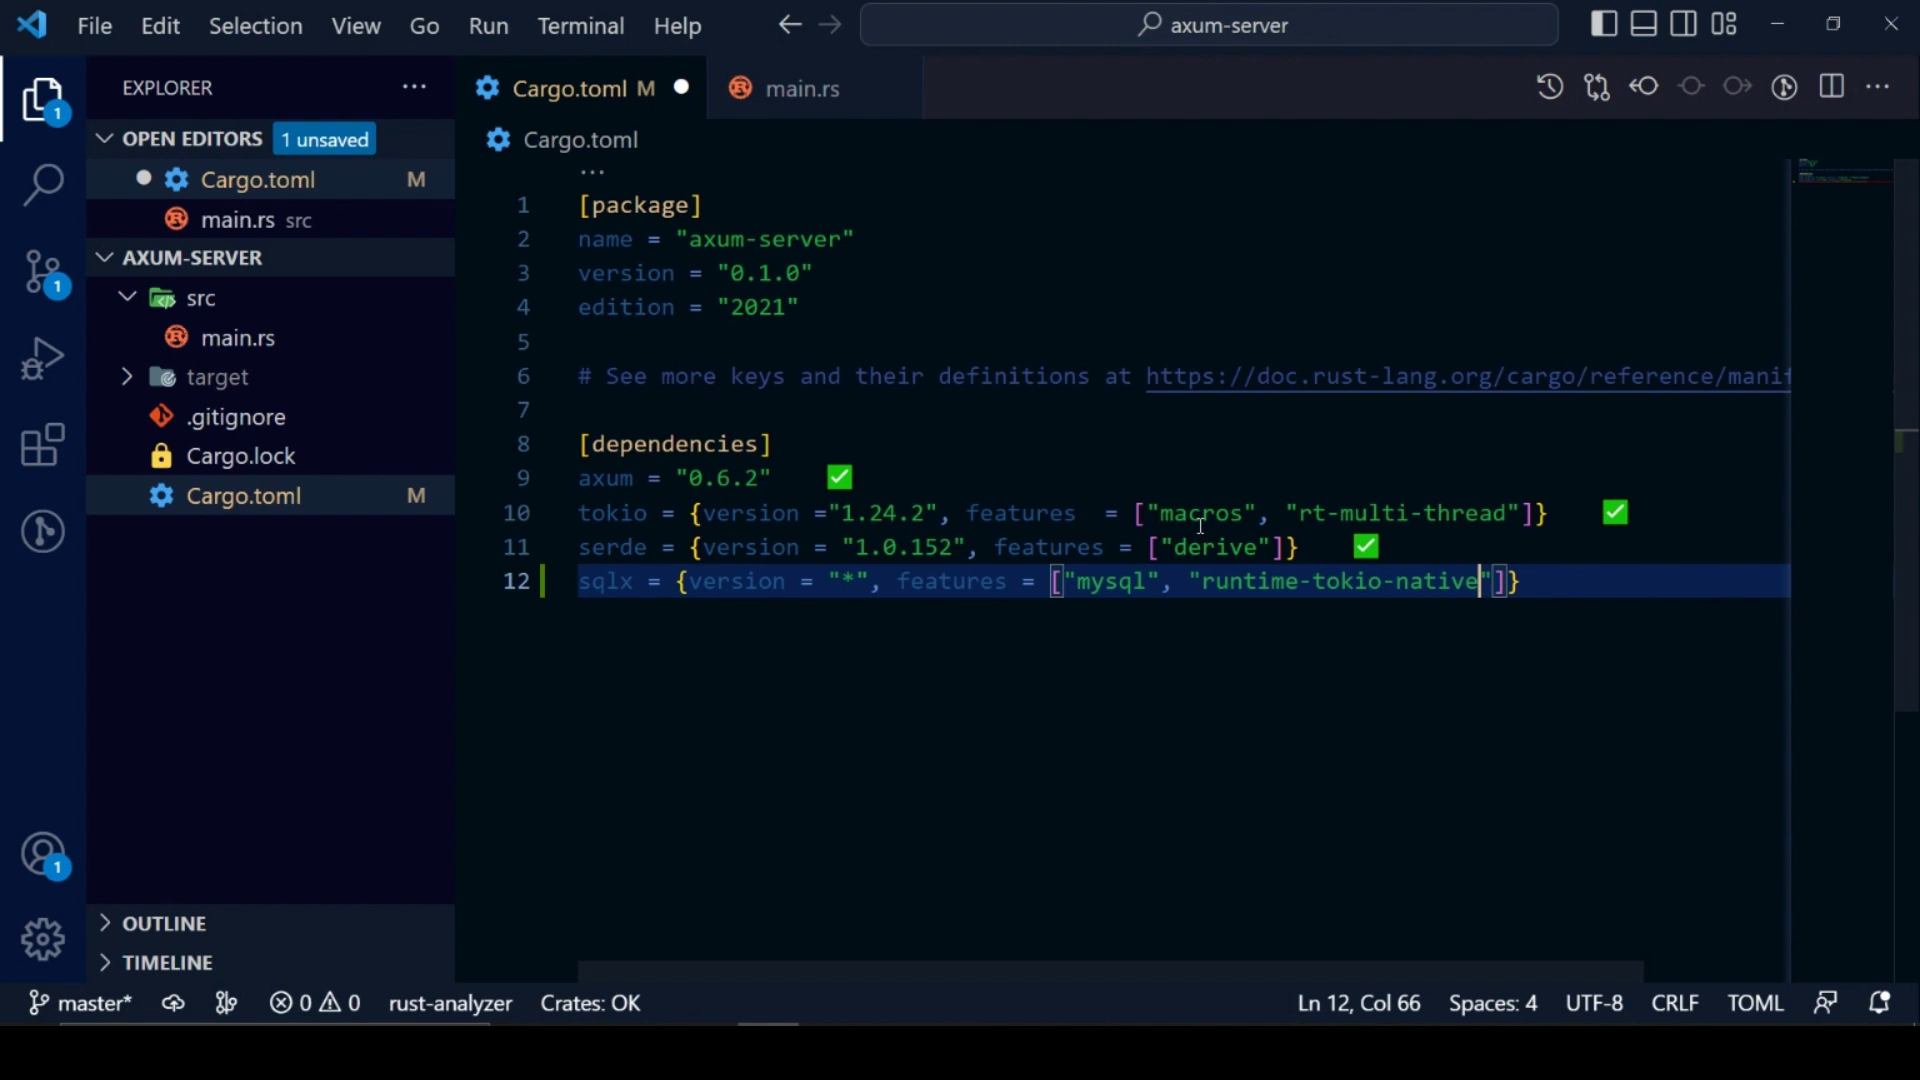 File Edit Selection View Go Run Terminal Help axum-server
EXPLORER ...
Cargo.toml M main.rs
OPEN EDITORS 1 unsaved
Cargo.toml M
main.rs src
AXUM-SERVER
src
main.rs
target
.gitignore
Cargo.lock
Cargo.toml M
OUTLINE
TIMELINE
1
1
1
Cargo.toml
...
1 [package]
2 name = "axum-server"
3 version = "0.1.0"
4 edition = "2021"
5
6 # See more keys and their definitions at https://doc.rust-lang.org/cargo/reference/manif
7
8 [dependencies]
9 axum = "0.6.2" ✅
10 tokio = {version ="1.24.2", features  = ["macros", "rt-multi-thread"]} ✅
11 serde = {version = "1.0.152", features = ["derive"]} ✅
12 sqlx = {version = "*", features = ["mysql", "runtime-tokio-native"]}
master* 0 0 rust-analyzer Crates: OK Ln 12, Col 66 Spaces: 4 UTF-8 CRLF TOML